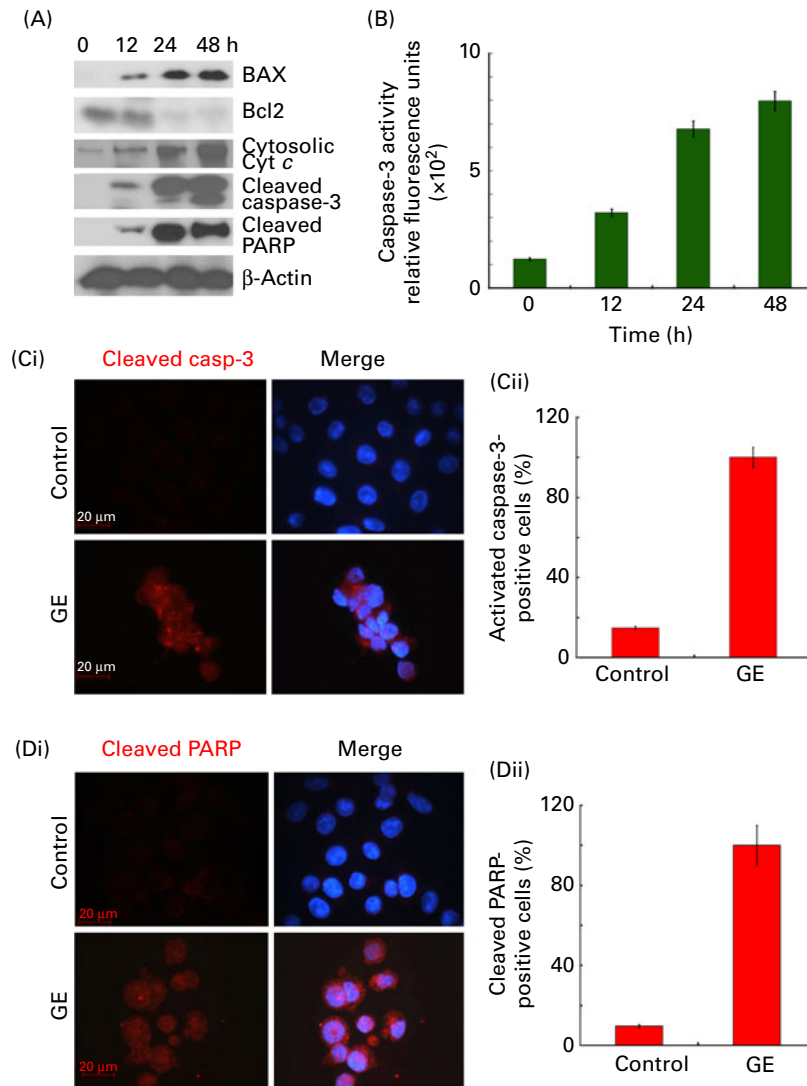 (A)
0 12 24 48 h
BAX
Bcl2
Cytosolic
Cyt c
Cleaved
caspase-3
Cleaved
PARP
β-Actin
(B)
Caspase-3 activity
relative fluorescence units
(×10²)
10
5
0
0 12 24 48
Time (h)
(Ci)
Cleaved casp-3 Merge
Control
20 µm
GE
20 µm
(Cii)
Activated caspase-3-
positive cells (%)
120
80
40
0
Control GE
(Di)
Cleaved PARP Merge
Control
20 µm
GE
20 µm
(Dii)
Cleaved PARP-
positive cells (%)
120
80
40
0
Control GE